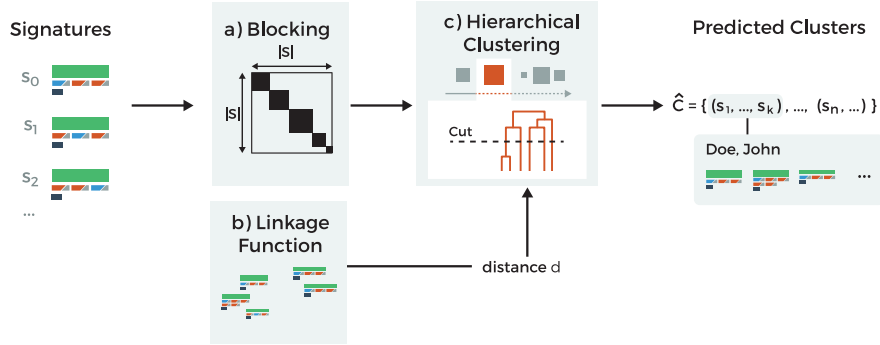 Signatures
s0
s1
s2
...
a) Blocking
|s|
|s|
b) Linkage
Function
c) Hierarchical
Clustering
Cut
distance d
Predicted Clusters
Ĉ = { (s1, ..., sk) , ..., (sn, ...) }
Doe, John
...